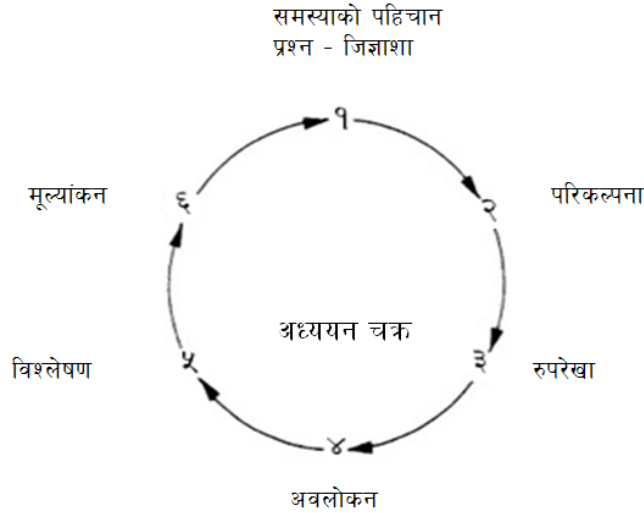 समस्याको पहिचान
प्रश्न - जिज्ञाशा
१
२
परिकल्पना
३
रुपरेखा
४
अवलोकन
५
विश्लेषण
६
मूल्यांकन
अध्ययन चक्र